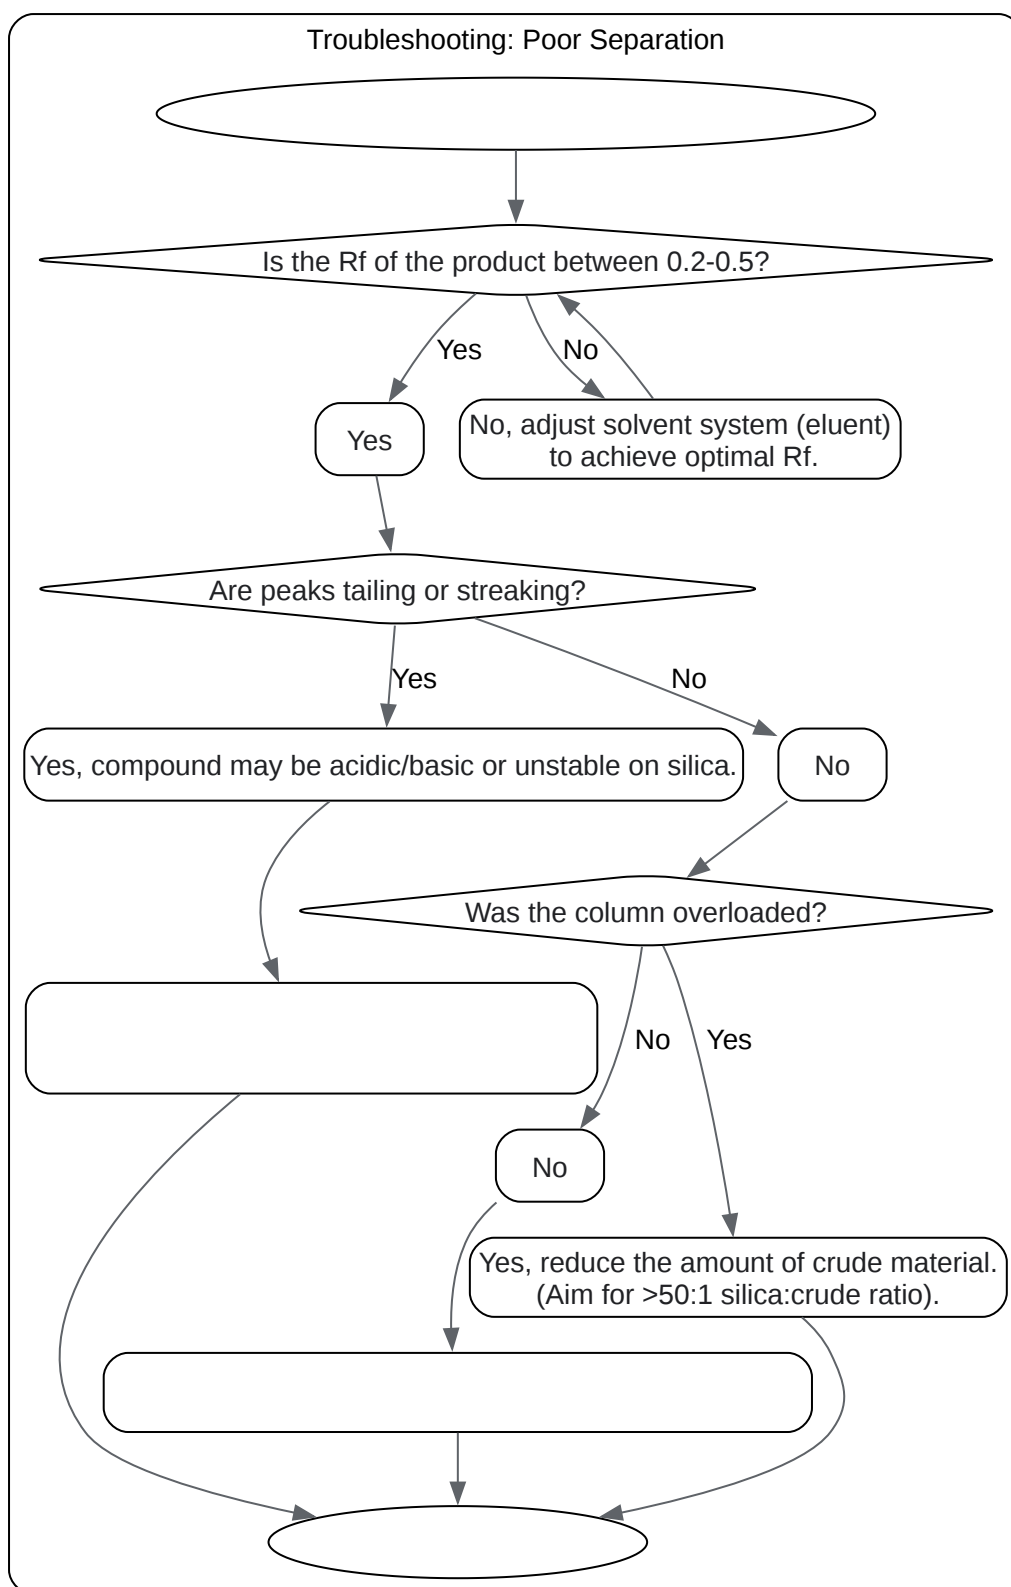 Troubleshooting: Poor Separation
Is the Rf of the product between 0.2-0.5?
Yes
No
Yes
No, adjust solvent system (eluent)
to achieve optimal Rf.
Are peaks tailing or streaking?
Yes
No
Yes, compound may be acidic/basic or unstable on silica.
No
Was the column overloaded?
No
Yes
No
Yes, reduce the amount of crude material.
(Aim for >50:1 silica:crude ratio).